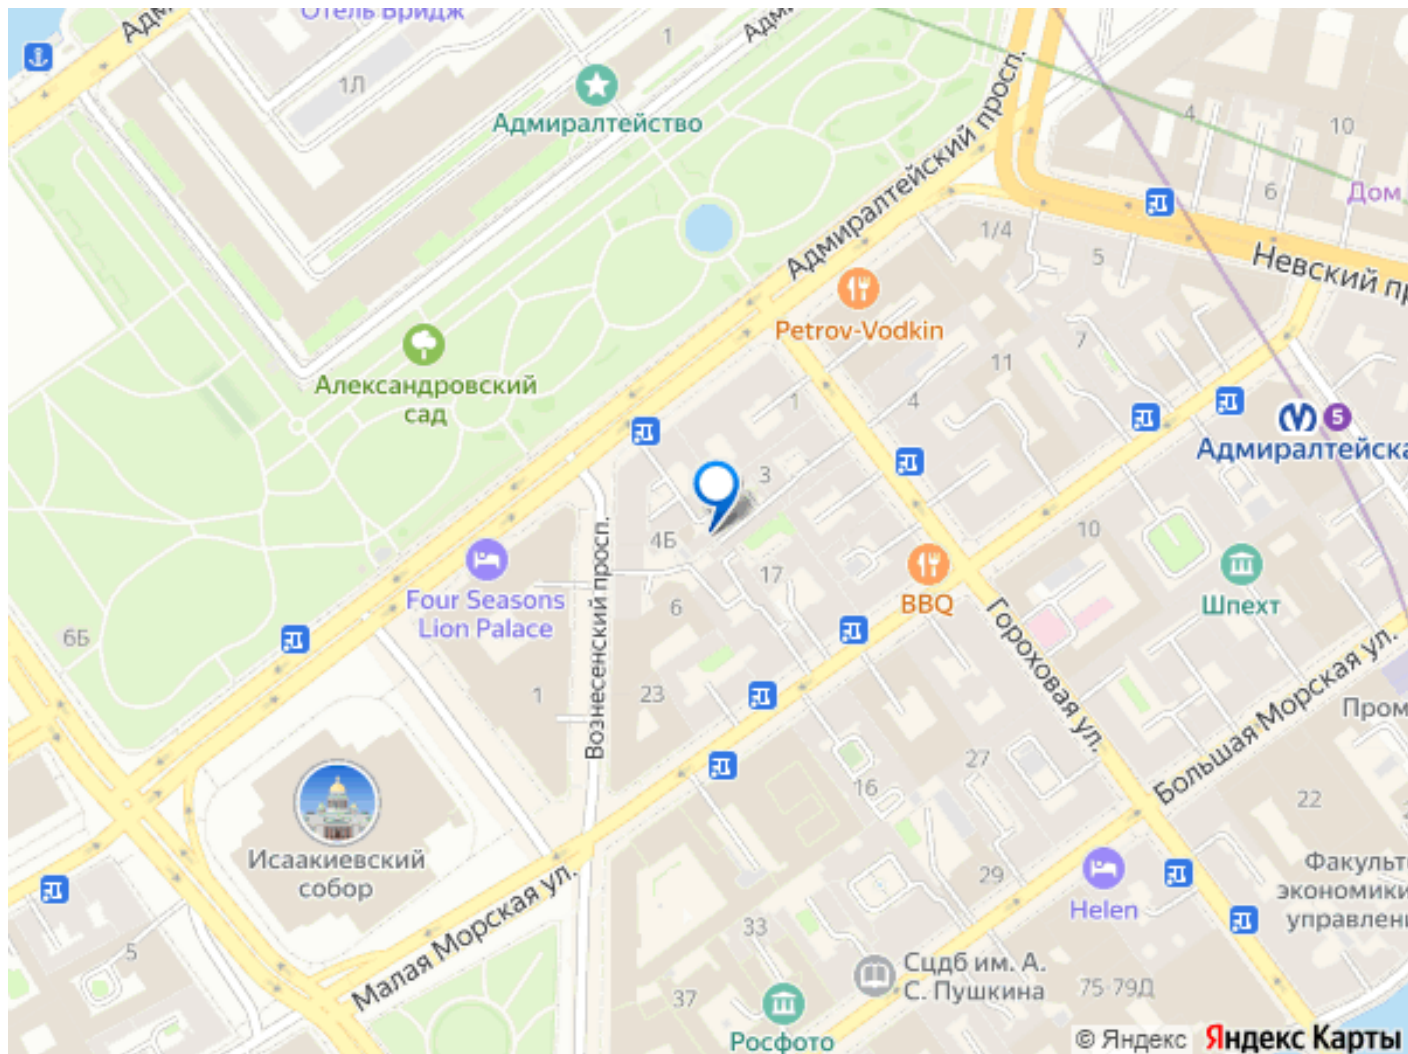 Отель Бридж
1
1Л
Адмиралтейство
Адмиралтейский просп.
4
10
6
Дом
1/4
5
Невский пр
Petrov-Vodkin
7
11
Александровский
сад
1
4
5
Адмиралтейска
3
4Б
17
10
BBQ
Шпехт
Four Seasons
Lion Palace
6
6Б
Вознесенский просп.
Гороховая ул.
23
1
Большая Морская ул.
Пром
27
16
22
Исаакиевский
собор
Малая Морская ул.
29
Helen
Факульт
экономики
управлен
5
33
Сцдб им. А.
С. Пушкина
75-79Д
37
Росфото
© Яндекс Яндекс Карты